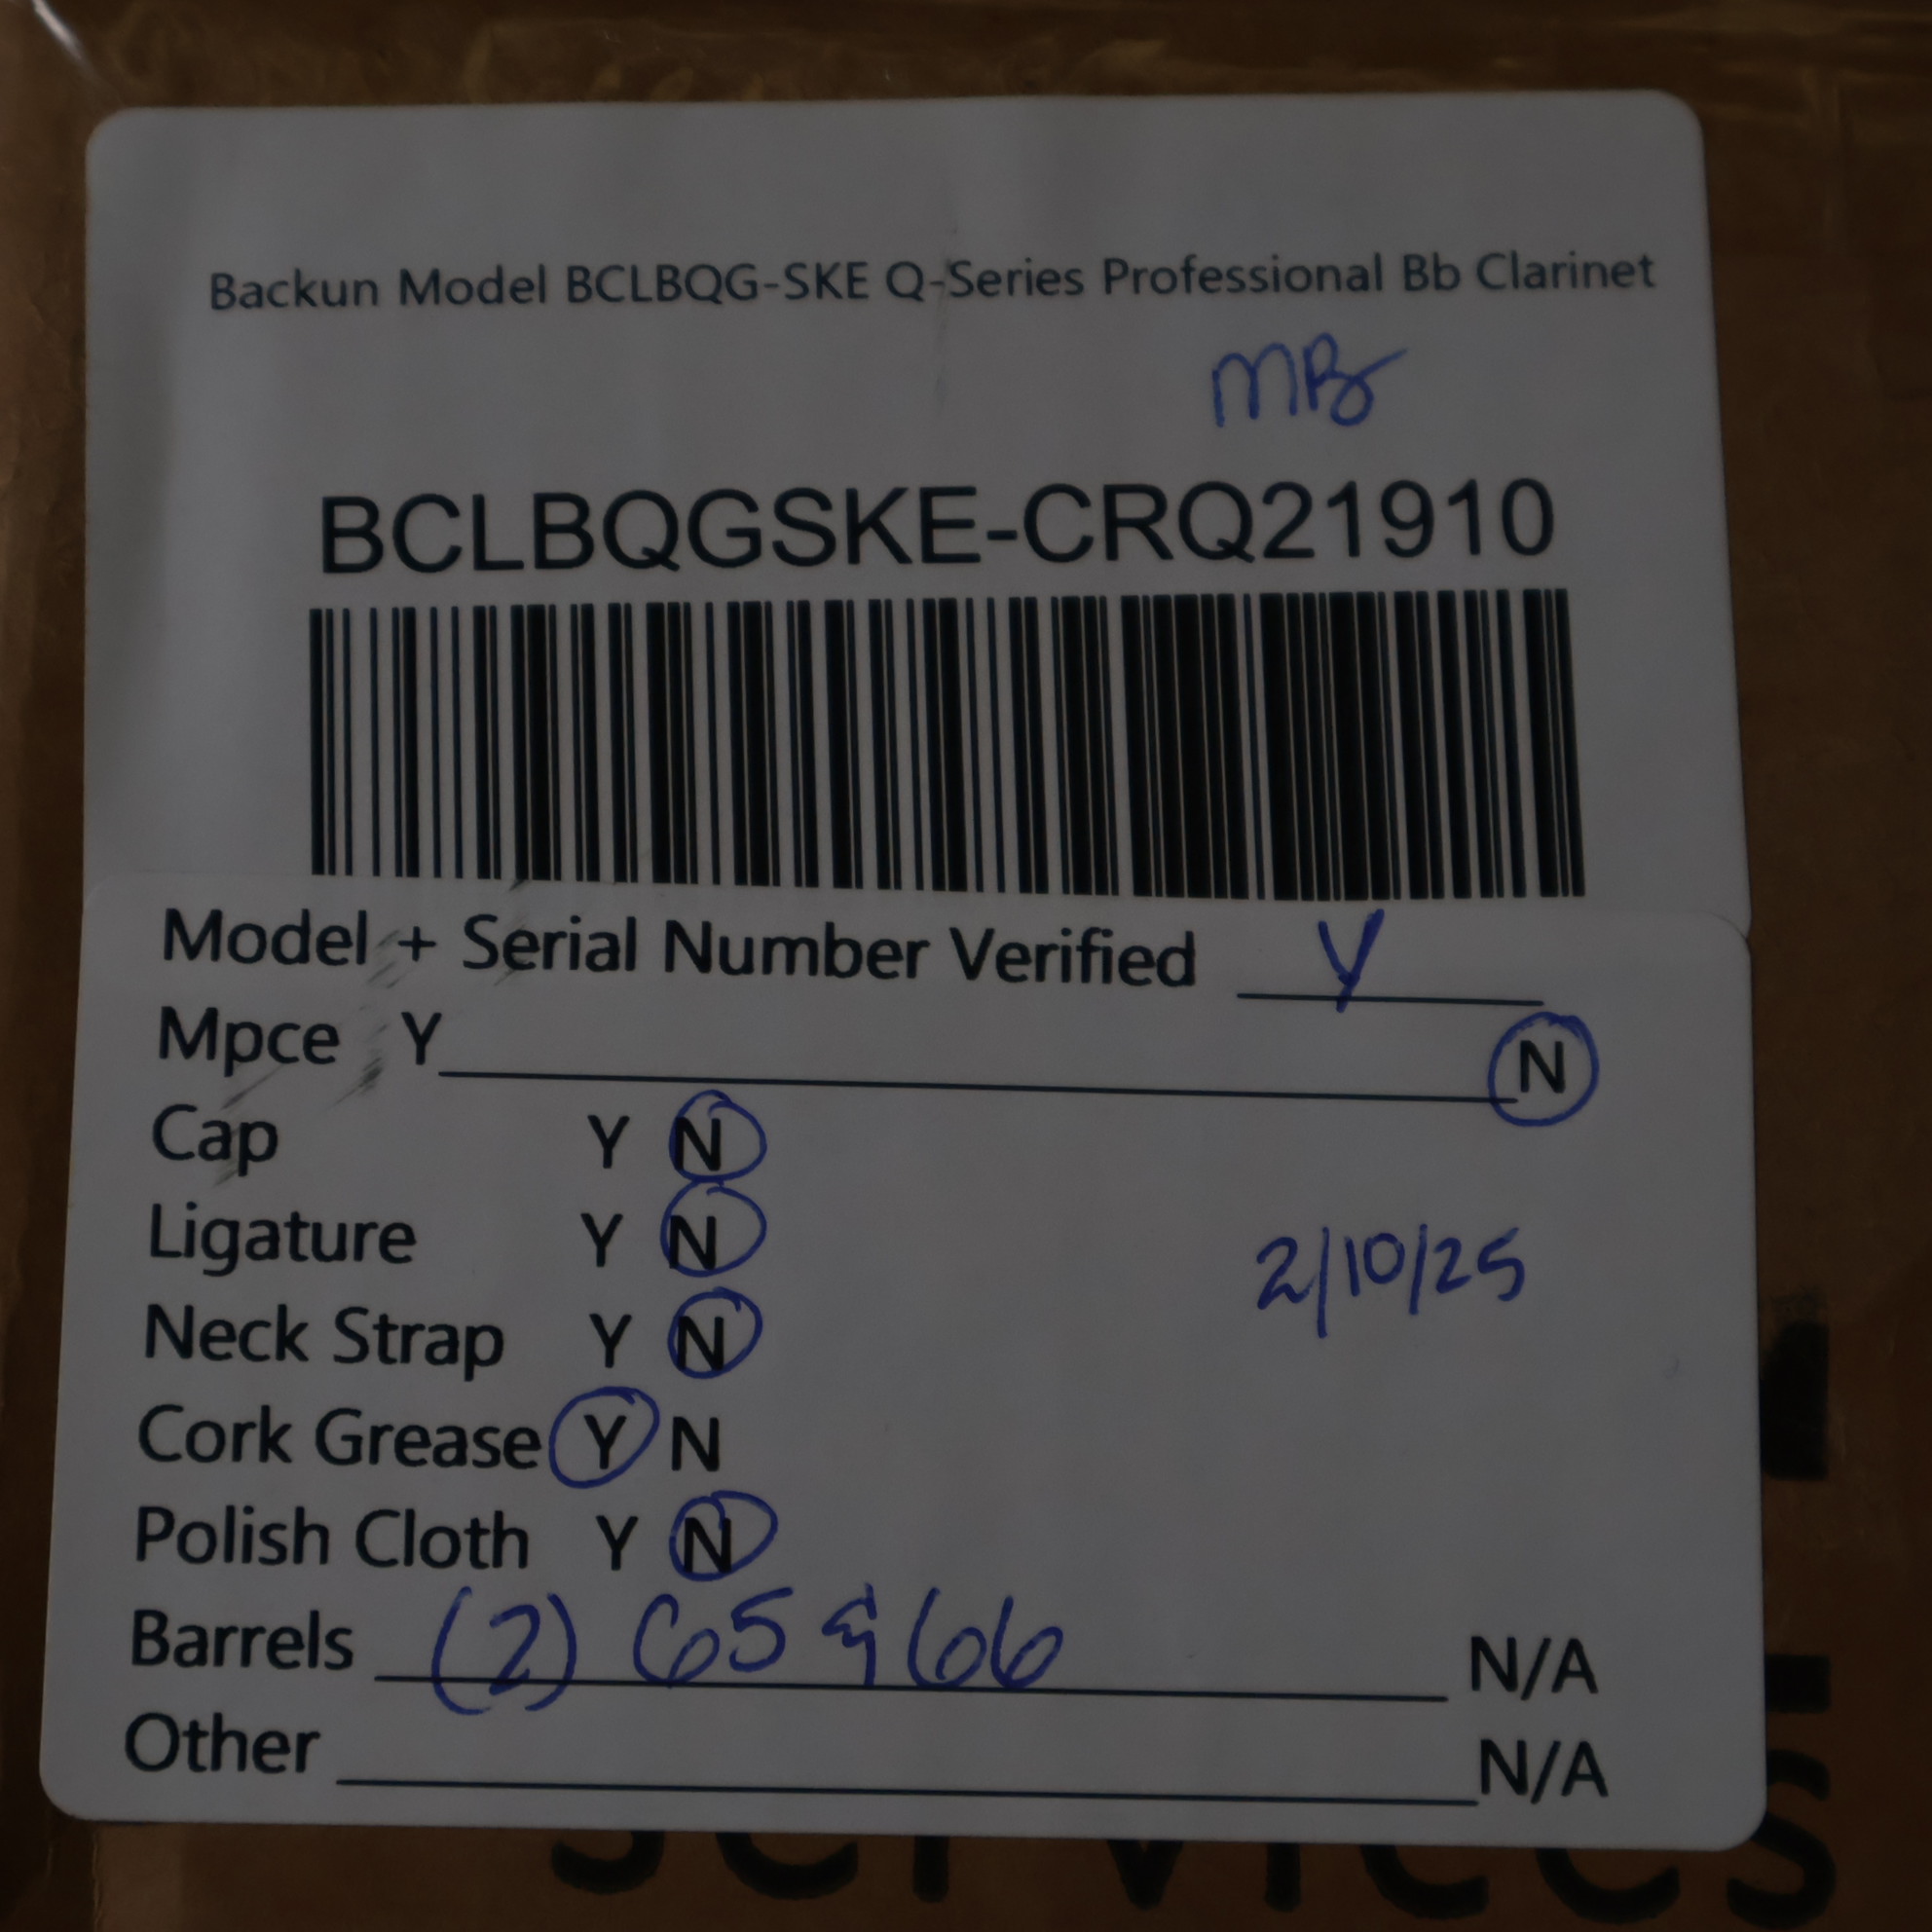 Backun Model BCLBQG-SKE Q-Series Professional Bb Clarinet
MB
BCLBQGSKE-CRQ21910
Model + Serial Number Verified Y
Mpce Y N
Cap Y N
Ligature Y N
2/10/25
Neck Strap Y N
Cork Grease Y N
Polish Cloth Y N
Barrels (2) 65 & 66 N/A
Other N/A
services